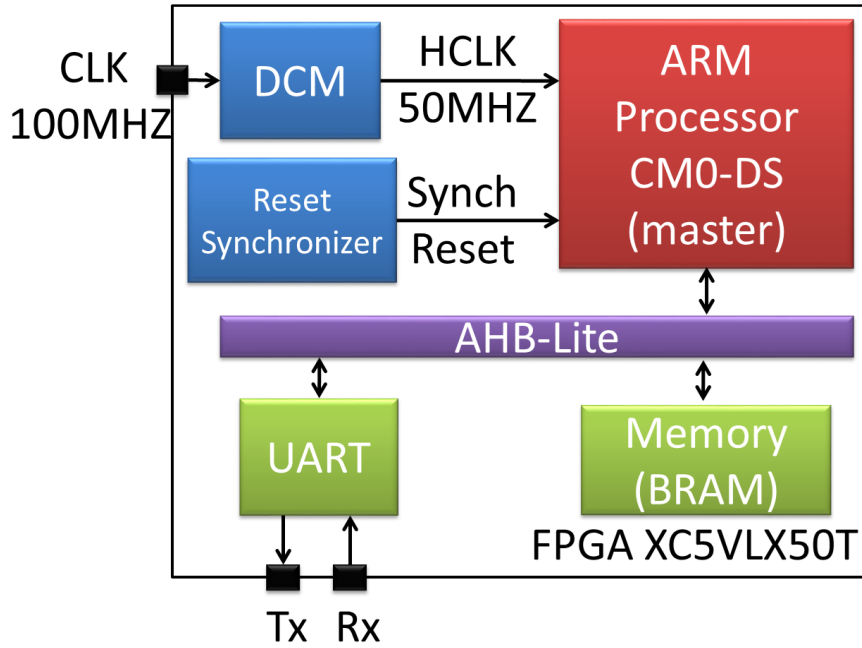 CLK
100MHZ
DCM
HCLK
50MHZ
ARM
Processor
CM0-DS
(master)
Reset
Synchronizer
Synch
Reset
AHB-Lite
UART
Memory
(BRAM)
FPGA XC5VLX50T
Tx
Rx